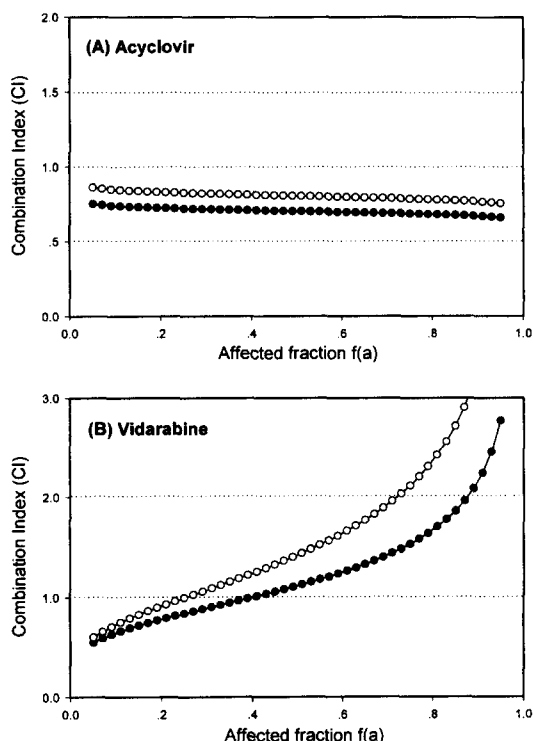 2.0
(A) Acyclovir
1.5
1.0
.5
0.0
Combination Index (CI)
0.0 .2 .4 .6 .8 1.0
Affected fraction f(a)
3.0
(B) Vidarabine
2.0
1.0
0.0
Combination Index (CI)
0.0 .2 .4 .6 .8 1.0
Affected fraction f(a)